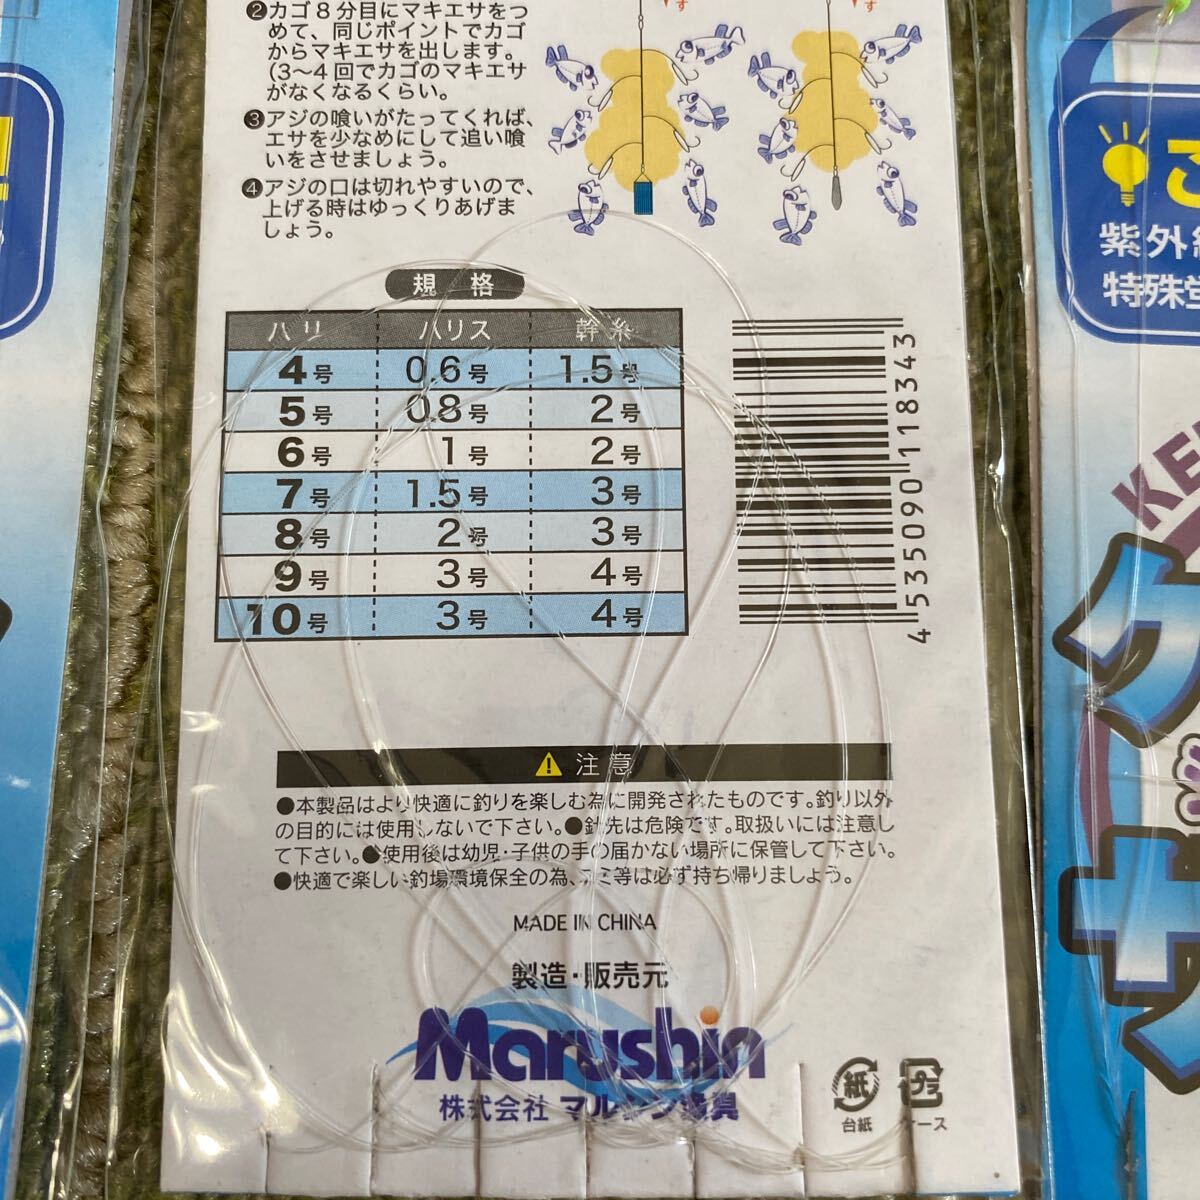 ❷カゴ8分目にマキエサをつ
めて、同じポイントでカゴ
からマキエサを出します。
(3〜4回でカゴのマキエサ
がなくなるくらい。
❸アジの喰いがたってくれば、
エサを少なめにして追い喰
いをさせましょう。
❹アジの口は切れやすいので、
上げる時はゆっくりあげま
しょう。
す
す
規格
ハリ ハリス 幹糸
4号 0.6号 1.5号
5号 0.8号 2号
6号 1号 2号
7号 1.5号 3号
8号 2号 3号
9号 3号 4号
10号 3号 4号
4535090118343
注意
●本製品はより快適に釣りを楽しむ為に開発されたものです。釣り以外
の目的には使用しないで下さい。●針先は危険です。取扱いには注意し
て下さい。●使用後は幼児・子供の手の届かない場所に保管して下さい。
●快適で楽しい釣場環境保全の為、ゴミ等は必ず持ち帰りましょう。
MADE IN CHINA
製造・販売元
Marushin
株式会社 マルシン漁具
紙
台紙
プラ
ケース
!
紫外
特殊
KE
ケ
サ